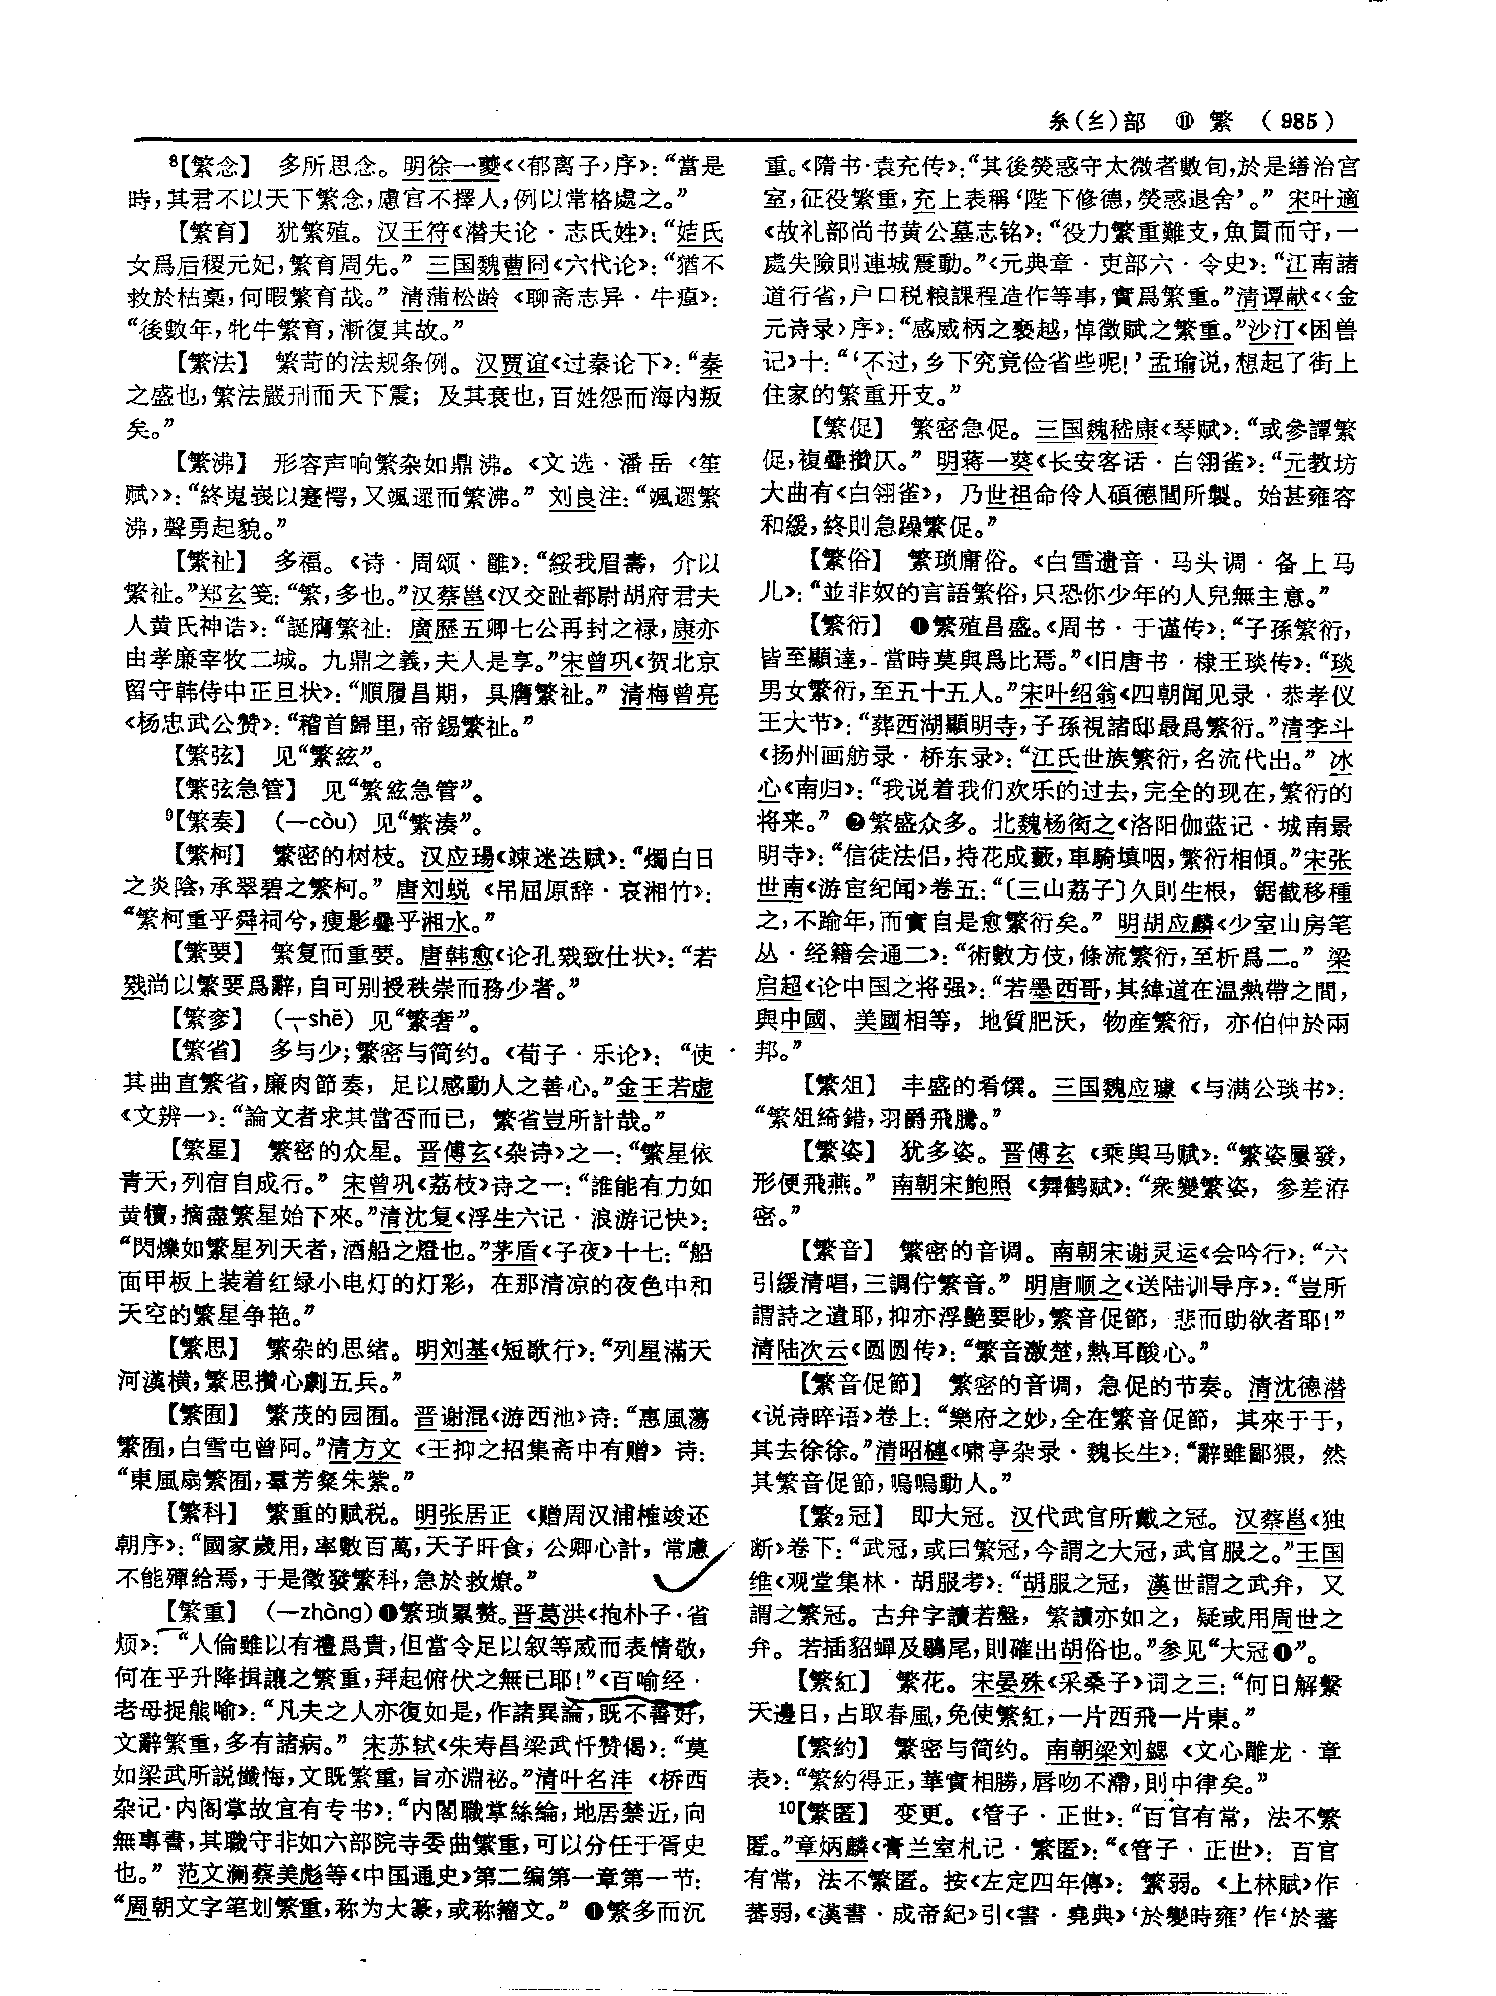 糸(纟)部　⑪ 繁　(985)
⁸【繁念】　多所思念。明徐一夔《〈郁离子〉序》：“當是
時，其君不以天下繁念，慮官不擇人，例以常格處之。”
【繁育】　犹繁殖。汉王符《潜夫论·志氏姓》：“姞氏
女爲后稷元妃，繁育周先。”三国魏曹冏《六代论》：“猶不
救於枯槀，何暇繁育哉。”清蒲松龄《聊斋志异·牛癀》：
“後數年，牝牛繁育，漸復其故。”
【繁法】　繁苛的法规条例。汉贾谊《过秦论下》：“秦
之盛也，繁法嚴刑而天下震；及其衰也，百姓怨而海内叛
矣。”
【繁沸】　形容声响繁杂如鼎沸。《文选·潘岳〈笙
赋〉》：“終嵬峩以蹇愕，又颯遝而繁沸。”刘良注：“颯遝繁
沸，聲勇起貌。”
【繁祉】　多福。《诗·周颂·雝》：“綏我眉壽，介以
繁祉。”郑玄笺：“繁，多也。”汉蔡邕《汉交趾都尉胡府君夫
人黄氏神诰》：“誕膺繁祉：廣歷五卿七公再封之禄，康亦
由孝廉宰牧二城。九鼎之義，夫人是享。”宋曾巩《贺北京
留守韩侍中正旦状》：“順履昌期，具膺繁祉。”清梅曾亮
《杨忠武公赞》：“稽首歸里，帝錫繁祉。”
【繁弦】　见“繁絃”。
【繁弦急管】　见“繁絃急管”。
⁹【繁奏】　(—còu) 见“繁湊”。
【繁柯】　繁密的树枝。汉应瑒《竦迷迭赋》：“燭白日
之炎陰，承翠碧之繁柯。”唐刘蜕《吊屈原辞·哀湘竹》：
“繁柯重乎舜祠兮，瘦影疊乎湘水。”
【繁要】　繁复而重要。唐韩愈《论孔戣致仕状》：“若
戣尚以繁要爲辭，自可别授秩崇而務少者。”
【繁奓】　(—shē) 见“繁奢”。
【繁省】　多与少；繁密与简约。《荀子·乐论》：“使
其曲直繁省，廉肉節奏，足以感動人之善心。”金王若虚
《文辨一》：“論文者求其當否而已，繁省豈所計哉。”
【繁星】　繁密的众星。晋傅玄《杂诗》之一：“繁星依
青天，列宿自成行。”宋曾巩《荔枝》诗之一：“誰能有力如
黄犢，摘盡繁星始下來。”清沈复《浮生六记·浪游记快》：
“閃爍如繁星列天者，酒船之燈也。”茅盾《子夜》十七：“船
面甲板上装着红绿小电灯的灯彩，在那清凉的夜色中和
天空的繁星争艳。”
【繁思】　繁杂的思绪。明刘基《短歌行》：“列星滿天
河漢横，繁思攢心劇五兵。”
【繁囿】　繁茂的园囿。晋谢混《游西池》诗：“惠風蕩
繁囿，白雪屯曾阿。”清方文《王抑之招集斋中有赠》诗：
“東風扇繁囿，羣芳粲朱紫。”
【繁科】　繁重的赋税。明张居正《赠周汉浦榷竣还
朝序》：“國家歲用，率數百萬，天子旰食，公卿心計，常慮
不能殫給焉，于是徵發繁科，急於救燎。”
【繁重】　(—zhòng) ❶繁琐累赘。晋葛洪《抱朴子·省
烦》：“人倫雖以有禮爲貴，但當令足以叙等威而表情敬，
何在乎升降揖讓之繁重，拜起俯伏之無已耶！”《百喻经·
老母捉熊喻》：“凡夫之人亦復如是，作諸異論，既不善好，
文辭繁重，多有諸病。”宋苏轼《朱寿昌梁武忏赞偈》：“莫
如梁武所説懺悔，文既繁重，旨亦淵祕。”清叶名沣《桥西
杂记·内阁掌故宜有专书》：“内閣職掌絲綸，地居禁近，向
無專書，其職守非如六部院寺委曲繁重，可以分任于胥史
也。”范文澜蔡美彪等《中国通史》第二编第一章第一节：
“周朝文字笔划繁重，称为大篆，或称籀文。”❶繁多而沉
重。《隋书·袁充传》：“其後熒惑守太微者數旬，於是繕治宫
室，征役繁重，充上表稱‘陛下修德，熒惑退舍’。”宋叶適
《故礼部尚书黄公墓志铭》：“役力繁重難支，魚貫而守，一
處失險則連城震動。”《元典章·吏部六·令史》：“江南諸
道行省，户口税粮課程造作等事，實爲繁重。”清谭献《〈金
元诗录〉序》：“感威柄之褻越，悼徵賦之繁重。”沙汀《困兽
记》十：“‘不过，乡下究竟俭省些呢！’孟瑜说，想起了街上
住家的繁重开支。”
【繁促】　繁密急促。三国魏嵇康《琴赋》：“或參譚繁
促，複疊攢仄。”明蒋一葵《长安客话·白翎雀》：“元教坊
大曲有《白翎雀》，乃世祖命伶人碩德閭所製。始甚雍容
和緩，終則急躁繁促。”
【繁俗】　繁琐庸俗。《白雪遗音·马头调·备上马
儿》：“並非奴的言語繁俗，只恐你少年的人兒無主意。”
【繁衍】　❶繁殖昌盛。《周书·于谨传》：“子孫繁衍，
皆至顯達，當時莫與爲比焉。”《旧唐书·棣王琰传》：“琰
男女繁衍，至五十五人。”宋叶绍翁《四朝闻见录·恭孝仪
王大节》：“葬西湖顯明寺，子孫視諸邸最爲繁衍。”清李斗
《扬州画舫录·桥东录》：“江氏世族繁衍，名流代出。”冰
心《南归》：“我说着我们欢乐的过去，完全的现在，繁衍的
将来。”❷繁盛众多。北魏杨衒之《洛阳伽蓝记·城南景
明寺》：“信徒法侣，持花成藪，車騎填咽，繁衍相傾。”宋张
世南《游宦纪闻》卷五：“〔三山荔子〕久則生根，鋸截移種
之，不踰年，而實自是愈繁衍矣。”明胡应麟《少室山房笔
丛·经籍会通二》：“術數方伎，條流繁衍，至析爲二。”梁
启超《论中国之将强》：“若墨西哥，其緯道在温熱帶之間，
與中國、美國相等，地質肥沃，物産繁衍，亦伯仲於兩
邦。”
【繁俎】　丰盛的肴馔。三国魏应璩《与满公琰书》：
“繁俎綺錯，羽爵飛騰。”
【繁姿】　犹多姿。晋傅玄《乘舆马赋》：“繁姿屢發，
形便飛燕。”南朝宋鲍照《舞鹤赋》：“衆變繁姿，參差洊
密。”
【繁音】　繁密的音调。南朝宋谢灵运《会吟行》：“六
引緩清唱，三調佇繁音。”明唐顺之《送陆训导序》：“豈所
謂詩之遺耶，抑亦浮艷要眇，繁音促節，悲而助欲者耶！”
清陆次云《圆圆传》：“繁音激楚，熱耳酸心。”
【繁音促節】　繁密的音调，急促的节奏。清沈德潜
《说诗晬语》卷上：“樂府之妙，全在繁音促節，其來于于，
其去徐徐。”清昭槤《啸亭杂录·魏长生》：“辭雖鄙猥，然
其繁音促節，嗚嗚動人。”
【繁₂冠】　即大冠。汉代武官所戴之冠。汉蔡邕《独
断》卷下：“武冠，或曰繁冠，今謂之大冠，武官服之。”王国
维《观堂集林·胡服考》：“胡服之冠，漢世謂之武弁，又
謂之繁冠。古弁字讀若盤，繁讀亦如之，疑或用周世之
弁。若插貂蟬及鶡尾，則確出胡俗也。”参见“大冠❶”。
【繁紅】　繁花。宋晏殊《采桑子》词之三：“何日解繫
天邊日，占取春風，免使繁紅，一片西飛一片東。”
【繁約】　繁密与简约。南朝梁刘勰《文心雕龙·章
表》：“繁約得正，華實相勝，唇吻不滯，則中律矣。”
¹⁰【繁匿】　变更。《管子·正世》：“百官有常，法不繁
匿。”章炳麟《膏兰室札记·繁匿》：“《管子·正世》：百官
有常，法不繁匿。按《左定四年傳》：繁弱。《上林賦》作
蕃弱，《漢書·成帝紀》引《書·堯典》‘於變時雍’作‘於蕃